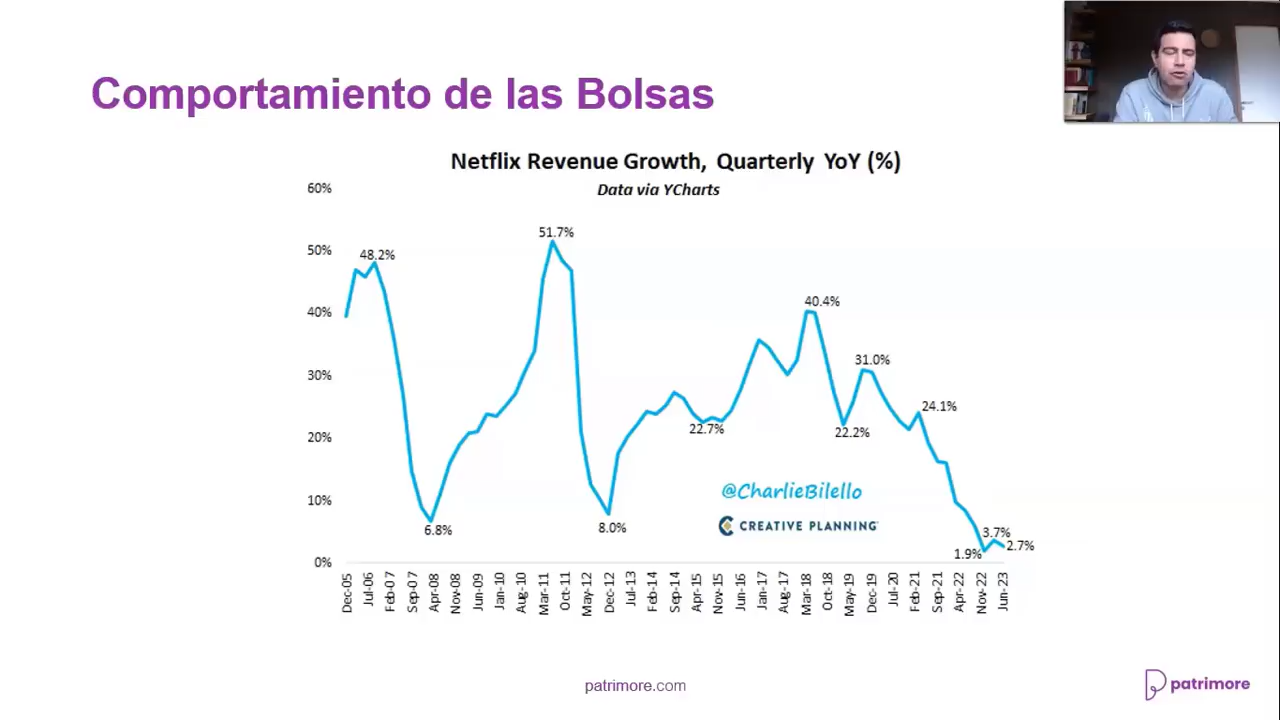 Comportamiento de las Bolsas
Netflix Revenue Growth, Quarterly YoY (%)
Data via YCharts
60%
50%
40%
30%
20%
10%
0%
48.2%
6.8%
51.7%
8.0%
22.7%
40.4%
22.2%
31.0%
24.1%
1.9%
3.7%
2.7%
@CharlieBilello
CREATIVE PLANNING
Dec-05
Jul-06
Feb-07
Sep-07
Apr-08
Nov-08
Jun-09
Jan-10
Aug-10
Mar-11
Oct-11
May-12
Dec-12
Jul-13
Feb-14
Sep-14
Apr-15
Nov-15
Jun-16
Jan-17
Aug-17
Mar-18
Oct-18
May-19
Dec-19
Jul-20
Feb-21
Sep-21
Apr-22
Nov-22
Jun-23
patrimore.com
patrimore